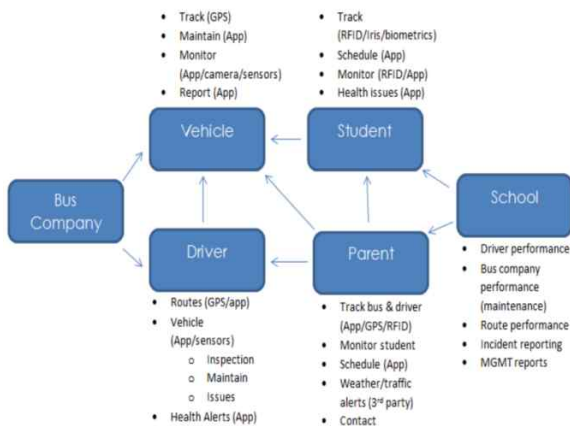 • Track (GPS)
• Maintain (App)
• Monitor
(App/camera/sensors)
• Report (App)
• Track
(RFID/Iris/biometrics)
• Schedule (App)
• Monitor (RFID/App)
• Health issues (App)
Vehicle
Student
Bus
Company
School
Driver
Parent
• Routes (GPS/app)
• Vehicle
(App/sensors)
o Inspection
o Maintain
o Issues
• Health Alerts (App)
• Track bus & driver
(App/GPS/RFID)
• Monitor student
• Schedule (App)
• Weather/traffic
alerts (3rd party)
• Contact
• Driver performance
• Bus company
performance
(maintenance)
• Route performance
• Incident reporting
• MGMT reports